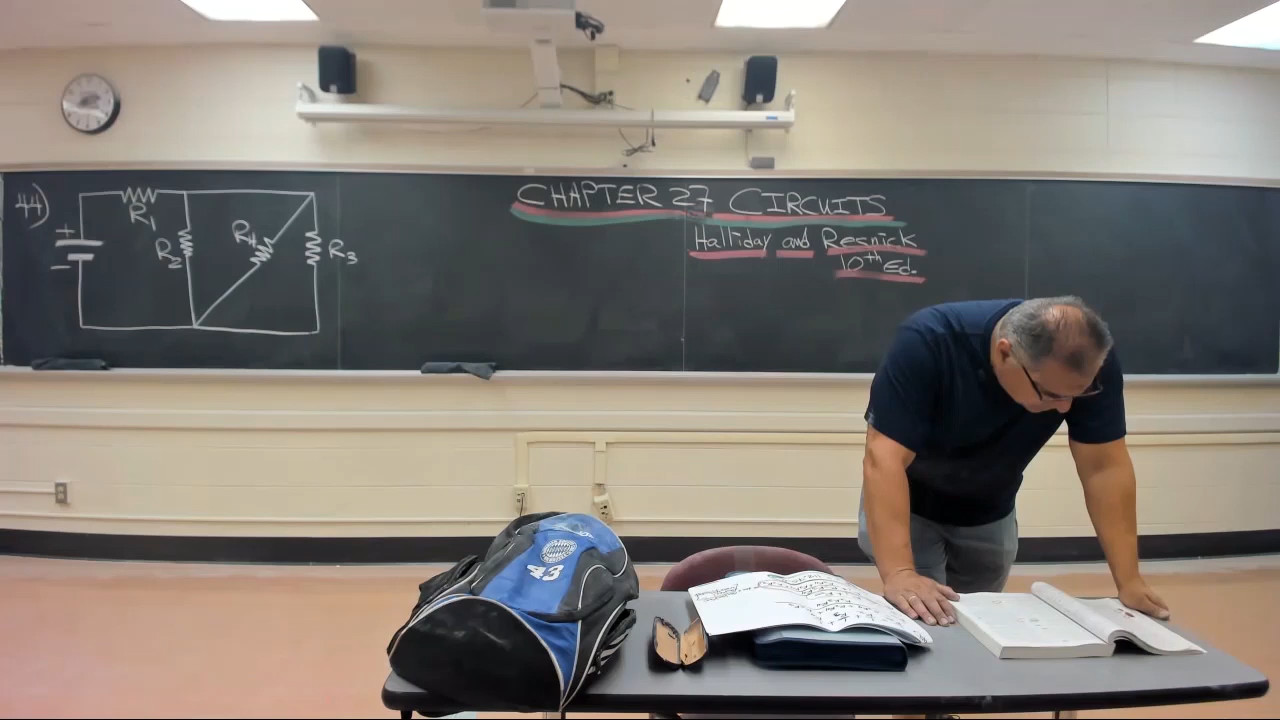 44)
R1
R2
R4
R3
+
−
CHAPTER 27 CIRCUITS
Halliday and Resnick
10th Ed.
43